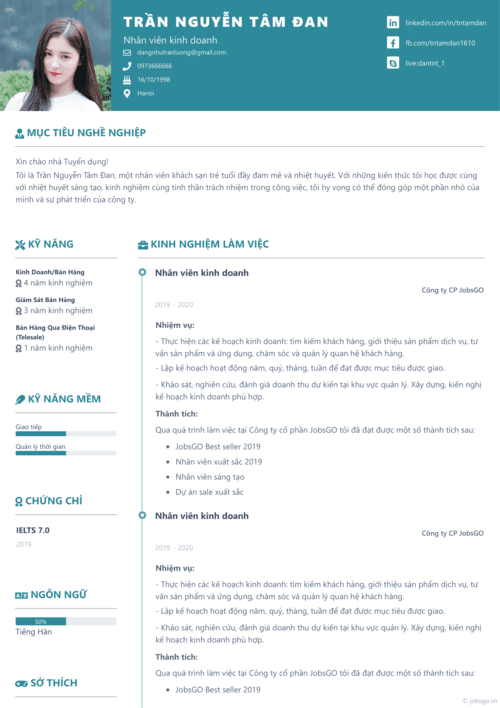 TRẦN NGUYỄN TÂM ĐAN
Nhân viên kinh doanh
dangnhutranluong@gmail.com
0973666666
16/10/1998
Hanoi
linkedin.com/in/tntamdan
fb.com/tntamdan1610
live:dantnt_1
MỤC TIÊU NGHỀ NGHIỆP
Xin chào nhà Tuyển dụng!
Tôi là Trần Nguyễn Tâm Đan, một nhân viên khách sạn trẻ tuổi đầy đam mê và nhiệt huyết. Với những kiến thức tôi học được cùng
với nhiệt huyết sáng tạo, kinh nghiệm cùng tinh thần trách nhiệm trong công việc, tôi hy vọng có thể đóng góp một phần nhỏ của
mình và sự phát triển của công ty.
KỸ NĂNG
Kinh Doanh/Bán Hàng
4 năm kinh nghiệm
Giám Sát Bán Hàng
3 năm kinh nghiệm
Bán Hàng Qua Điện Thoại
(Telesale)
1 năm kinh nghiệm
KỸ NĂNG MỀM
Giao tiếp
Quản lý thời gian
CHỨNG CHỈ
IELTS 7.0
2019
NGÔN NGỮ
50%
Tiếng Hàn
SỞ THÍCH
KINH NGHIỆM LÀM VIỆC
Nhân viên kinh doanh
Công ty CP JobsGO
2019 - 2020
Nhiệm vụ:
- Thực hiện các kế hoạch kinh doanh: tìm kiếm khách hàng, giới thiệu sản phẩm dịch vụ, tư
vấn sản phẩm và ứng dụng, chăm sóc và quản lý quan hệ khách hàng.
- Lập kế hoạch hoạt động năm, quý, tháng, tuần để đạt được mục tiêu được giao.
- Khảo sát, nghiên cứu, đánh giá doanh thu dự kiến tại khu vực quản lý. Xây dựng, kiến nghị
kế hoạch kinh doanh phù hợp.
Thành tích:
Qua quá trình làm việc tại Công ty cổ phần JobsGO tôi đã đạt được một số thành tích sau:
• JobsGO Best seller 2019
• Nhân viên xuất sắc 2019
• Nhân viên sáng tạo
• Dự án sale xuất sắc
Nhân viên kinh doanh
Công ty CP JobsGO
2019 - 2020
Nhiệm vụ:
- Thực hiện các kế hoạch kinh doanh: tìm kiếm khách hàng, giới thiệu sản phẩm dịch vụ, tư
vấn sản phẩm và ứng dụng, chăm sóc và quản lý quan hệ khách hàng.
- Lập kế hoạch hoạt động năm, quý, tháng, tuần để đạt được mục tiêu được giao.
- Khảo sát, nghiên cứu, đánh giá doanh thu dự kiến tại khu vực quản lý. Xây dựng, kiến nghị
kế hoạch kinh doanh phù hợp.
Thành tích:
Qua quá trình làm việc tại Công ty cổ phần JobsGO tôi đã đạt được một số thành tích sau:
• JobsGO Best seller 2019
© jobsgo.vn